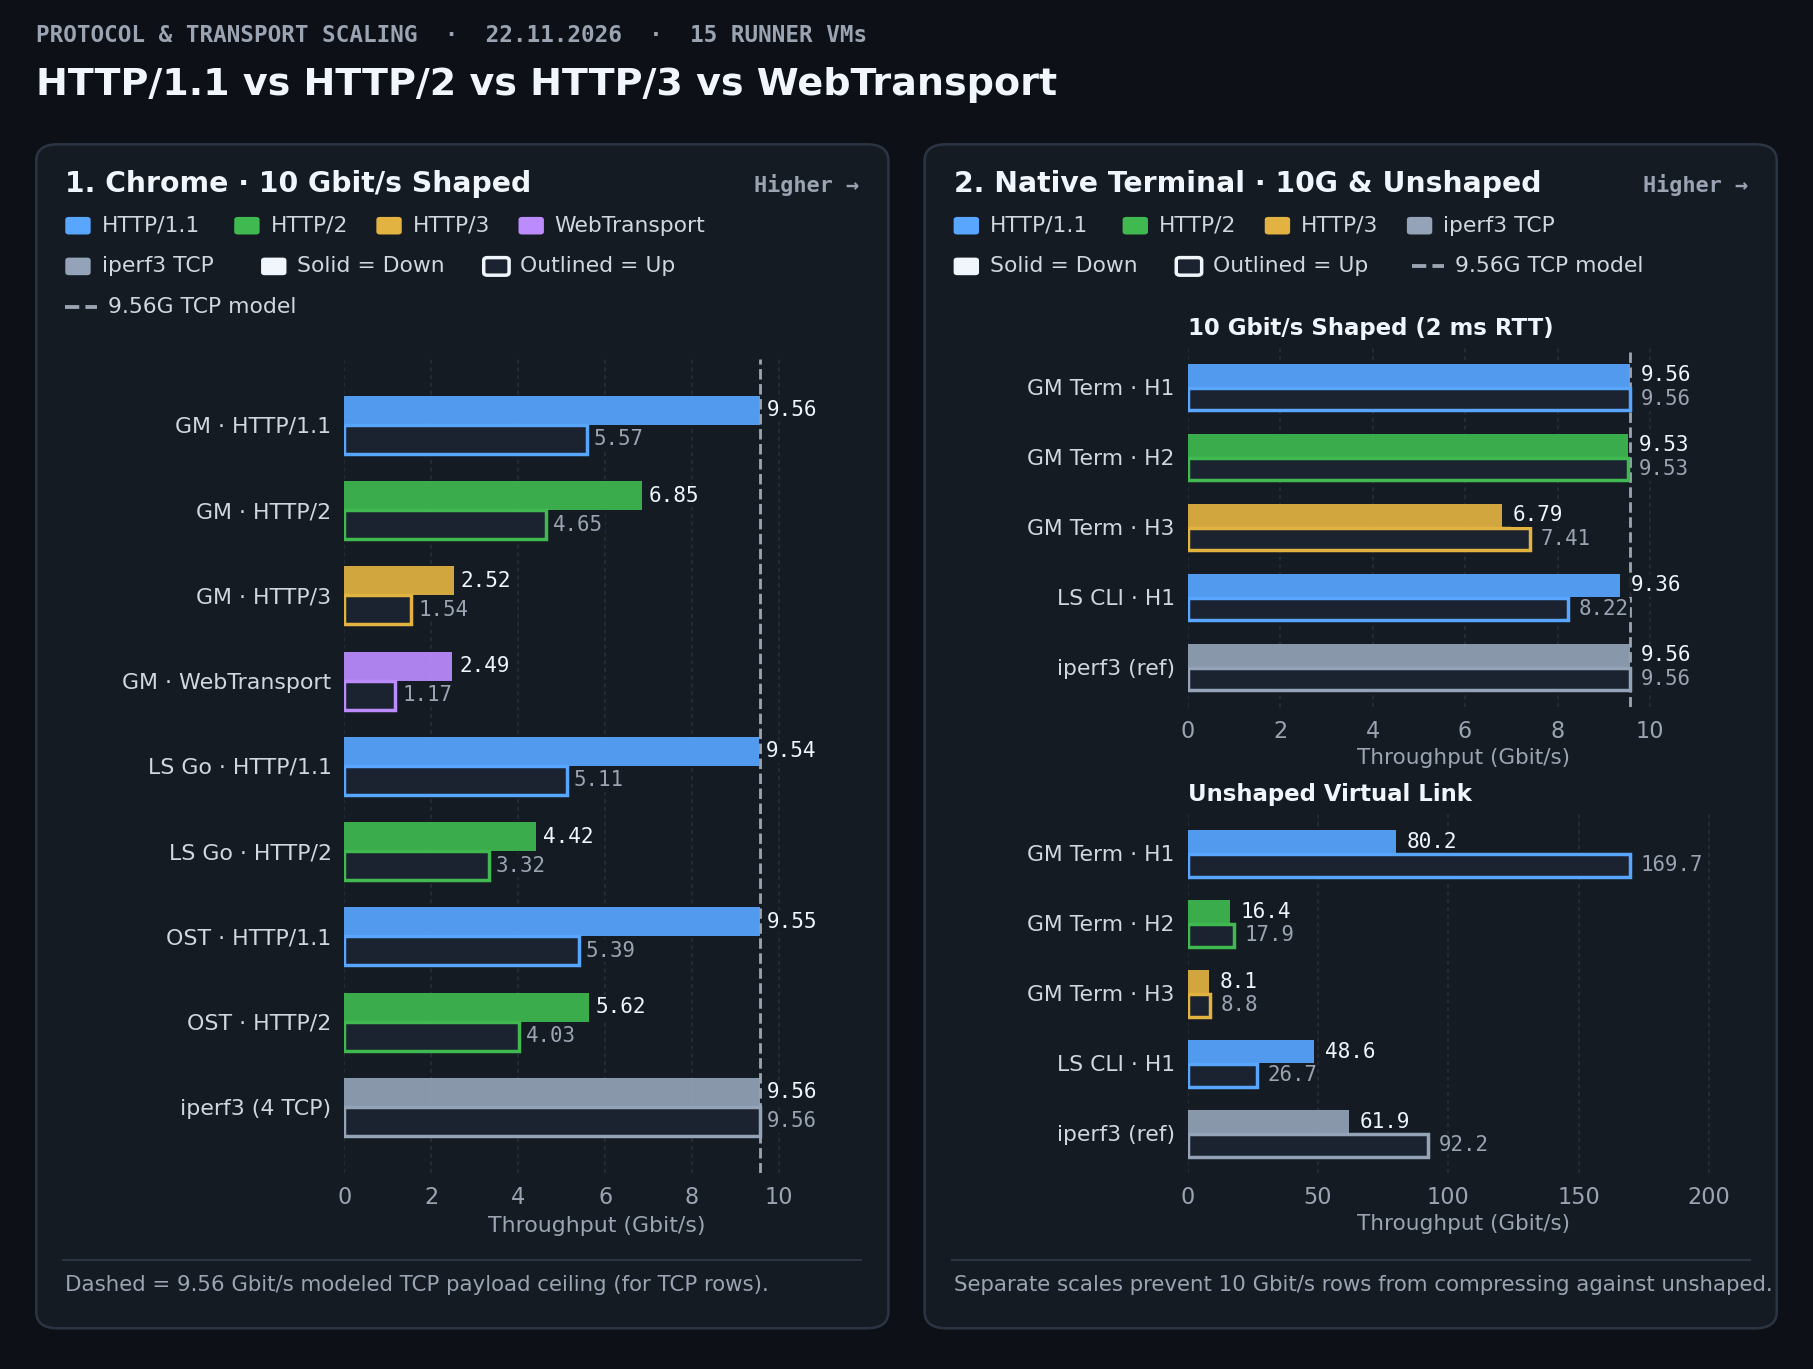 PROTOCOL & TRANSPORT SCALING · 22.11.2026 · 15 RUNNER VMs
HTTP/1.1 vs HTTP/2 vs HTTP/3 vs WebTransport
1. Chrome · 10 Gbit/s Shaped
Higher →
HTTP/1.1 HTTP/2 HTTP/3 WebTransport
iperf3 TCP Solid = Down Outlined = Up
9.56G TCP model
GM · HTTP/1.1 9.56
5.57
GM · HTTP/2 6.85
4.65
GM · HTTP/3 2.52
1.54
GM · WebTransport 2.49
1.17
LS Go · HTTP/1.1 9.54
5.11
LS Go · HTTP/2 4.42
3.32
OST · HTTP/1.1 9.55
5.39
OST · HTTP/2 5.62
4.03
iperf3 (4 TCP) 9.56
9.56
0 2 4 6 8 10
Throughput (Gbit/s)
Dashed = 9.56 Gbit/s modeled TCP payload ceiling (for TCP rows).
2. Native Terminal · 10G & Unshaped
Higher →
HTTP/1.1 HTTP/2 HTTP/3 iperf3 TCP
Solid = Down Outlined = Up 9.56G TCP model
10 Gbit/s Shaped (2 ms RTT)
GM Term · H1 9.56
9.56
GM Term · H2 9.53
9.53
GM Term · H3 6.79
7.41
LS CLI · H1 9.36
8.22
iperf3 (ref) 9.56
9.56
0 2 4 6 8 10
Throughput (Gbit/s)
Unshaped Virtual Link
GM Term · H1 80.2
169.7
GM Term · H2 16.4
17.9
GM Term · H3 8.1
8.8
LS CLI · H1 48.6
26.7
iperf3 (ref) 61.9
92.2
0 50 100 150 200
Throughput (Gbit/s)
Separate scales prevent 10 Gbit/s rows from compressing against unshaped.